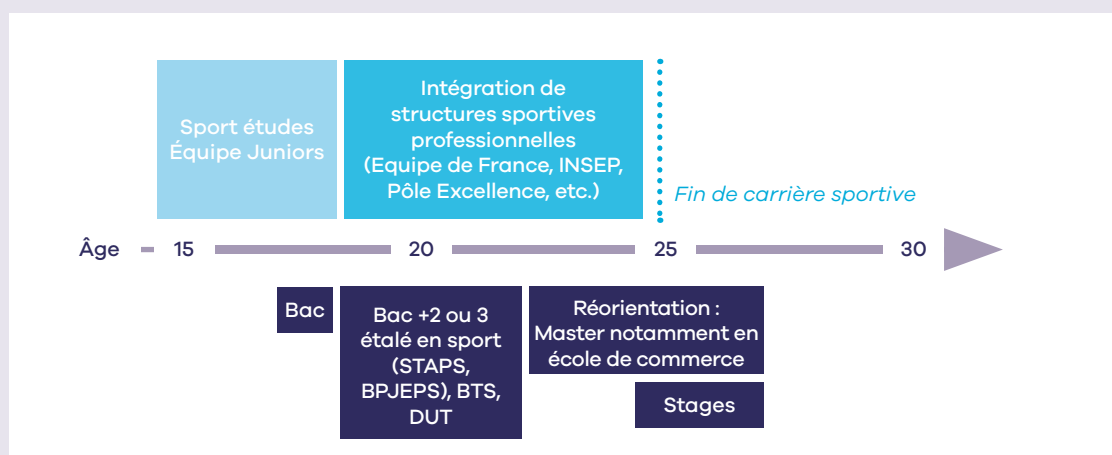 Sport études
Équipe Juniors
Intégration de
structures sportives
professionnelles
(Equipe de France, INSEP,
Pôle Excellence, etc.)
Fin de carrière sportive
Âge 15 20 25 30
Bac
Bac +2 ou 3
étalé en sport
(STAPS,
BPJEPS), BTS,
DUT
Réorientation :
Master notamment en
école de commerce
Stages